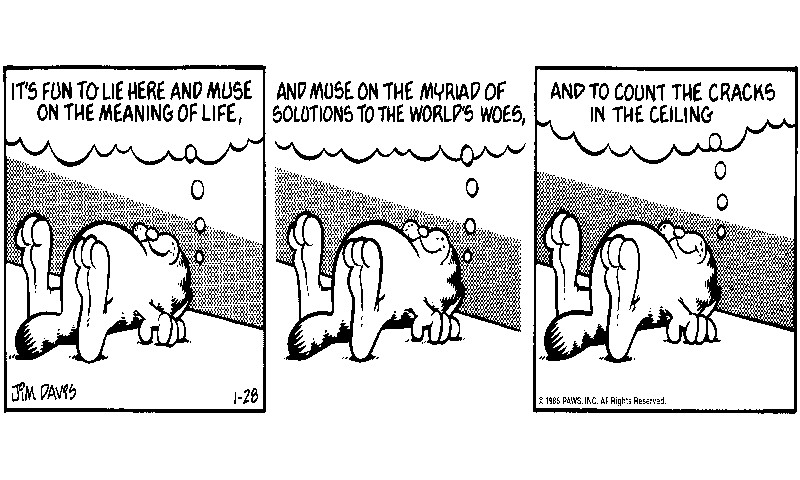 IT'S FUN TO LIE HERE AND MUSE
ON THE MEANING OF LIFE,
JIM DAVIS
1-28
AND MUSE ON THE MYRIAD OF
SOLUTIONS TO THE WORLD'S WOES,
AND TO COUNT THE CRACKS
IN THE CEILING
© 1986 PAWS, INC. All Rights Reserved.